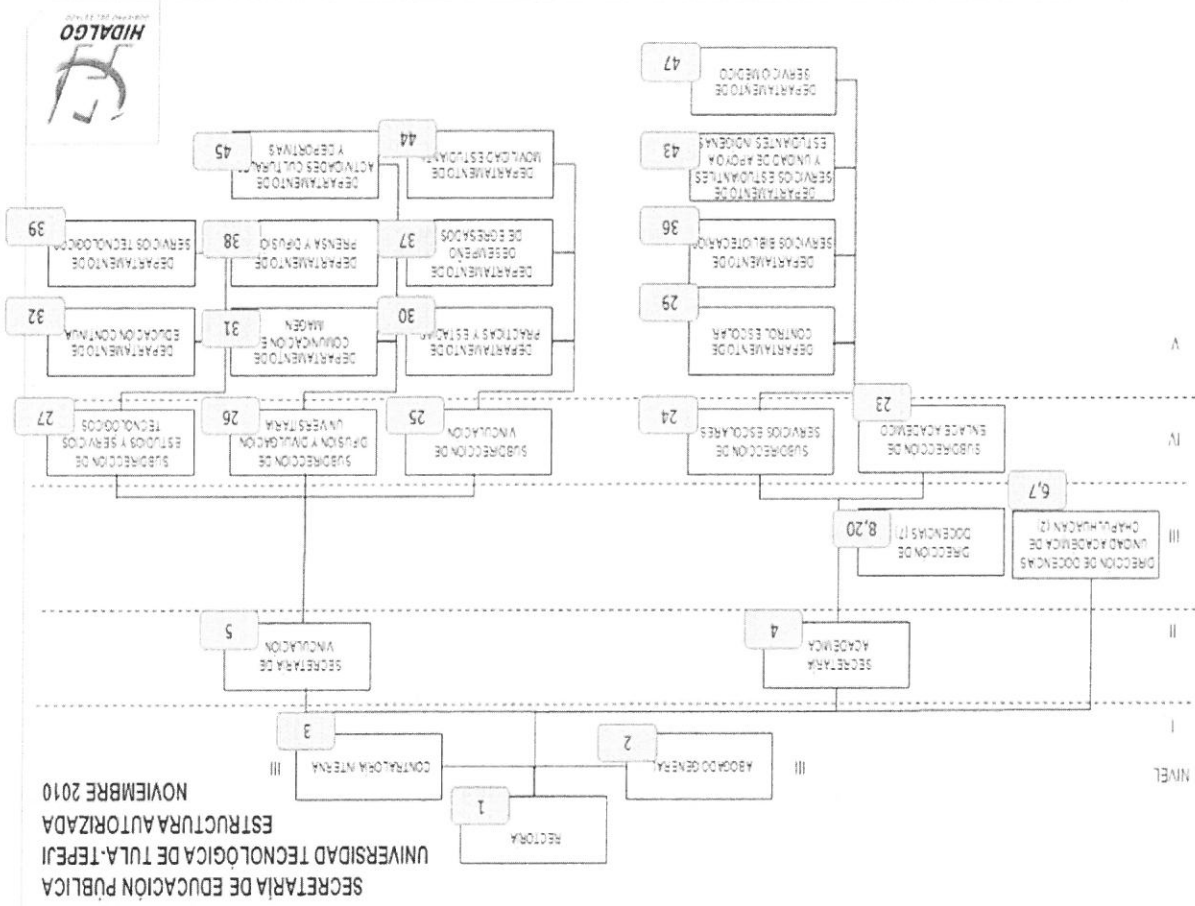 SECRETARÍA DE EDUCACIÓN PÚBLICA
UNIVERSIDAD TECNOLÓGICA DE TULA-TEPEJI
ESTRUCTURA AUTORIZADA
NOVIEMBRE 2010
NIVEL
RECTORÍA
1
III
ABOGADO GENERAL
2
CONTRALORÍA INTERNA
3
III
I
II
SECRETARÍA
ACADÉMICA
4
SECRETARÍA DE
VINCULACIÓN
5
III
DIRECCIÓN DE DOCENCIAS
UNIDAD ACADEMICA DE
CHAPULHUACAN (2)
6,7
DIRECCIÓN DE
DOCENCIAS (7)
8,20
IV
SUBDIRECCIÓN DE
ENLACE ACADÉMICO
23
SUBDIRECCIÓN DE
SERVICIOS ESCOLARES
24
SUBDIRECCIÓN DE
VINCULACIÓN
25
SUBDIRECCIÓN DE
DIFUSIÓN Y DIVULGACIÓN
UNIVERSITARIA
26
SUBDIRECCIÓN DE
ESTUDIOS Y SERVICIOS
TECNOLÓGICOS
27
V
DEPARTAMENTO DE
CONTROL ESCOLAR
29
DEPARTAMENTO DE
PRÁCTICAS Y ESTADÍAS
30
DEPARTAMENTO DE
COMUNICACIÓN E
IMAGEN
31
DEPARTAMENTO DE
EDUCACIÓN CONTINUA
32
DEPARTAMENTO DE
SERVICIOS BIBLIOTECARIOS
36
DEPARTAMENTO DE
DESEMPEÑO
DE EGRESADOS
37
DEPARTAMENTO DE
PRENSA Y DIFUSIÓN
38
DEPARTAMENTO DE
SERVICIOS TECNOLÓGICOS
39
DEPARTAMENTO DE
SERVICIOS ESTUDIANTILES
Y UNIDAD DE APOYO A
ESTUDIANTES INDÍGENAS
43
DEPARTAMENTO DE
MOVILIDAD ESTUDIANTIL
44
DEPARTAMENTO DE
ACTIVIDADES CULTURALES
Y DEPORTIVAS
45
DEPARTAMENTO DE
SERVICIO MÉDICO
47
HIDALGO
GOBIERNO DEL ESTADO